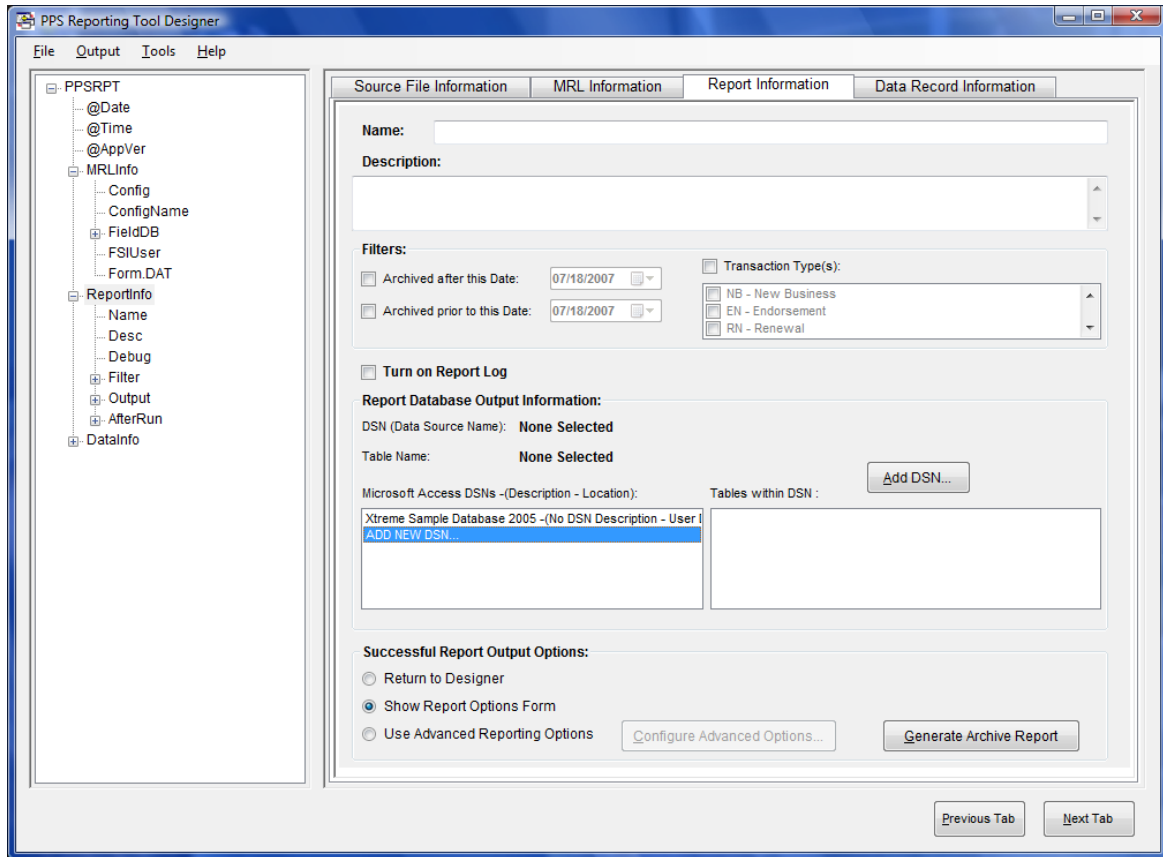 PPS Reporting Tool Designer
File Output Tools Help
PPSRPT
@Date
@Time
@AppVer
MRLInfo
Config
ConfigName
FieldDB
FSIUser
Form.DAT
ReportInfo
Name
Desc
Debug
Filter
Output
AfterRun
DataInfo
Source File Information MRL Information Report Information Data Record Information
Name:
Description:
Filters:
Archived after this Date: 07/18/2007
Archived prior to this Date: 07/18/2007
Transaction Type(s):
NB - New Business
EN - Endorsement
RN - Renewal
Turn on Report Log
Report Database Output Information:
DSN (Data Source Name): None Selected
Table Name: None Selected
Add DSN...
Microsoft Access DSNs -(Description - Location): Tables within DSN :
Xtreme Sample Database 2005 -(No DSN Description - User
ADD NEW DSN...
Successful Report Output Options:
Return to Designer
Show Report Options Form
Use Advanced Reporting Options Configure Advanced Options... Generate Archive Report
Previous Tab Next Tab